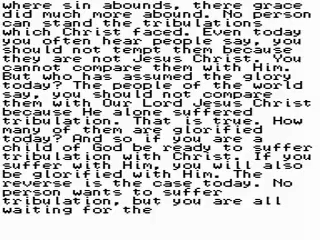 where sin abounds, there grace
did much more abound. No person
can stand the tribulations
which Christ faced. Even today
you often hear people say, you
should not tempt them because
they are not Jesus Christ. You
cannot compare them with Him.
But who has assumed the glory
today? The people of the world
say, you should not compare
them with Our Lord Jesus Christ
because He alone suffered
tribulation. That is true. How
many of them are glorified
today? And so if you are a
child of God be ready to suffer
tribulation with Christ. If you
suffer with Him, you will also
be glorified with Him. The
reverse is the case today. No
person wants to suffer
tribulation, but you are all
waiting for the